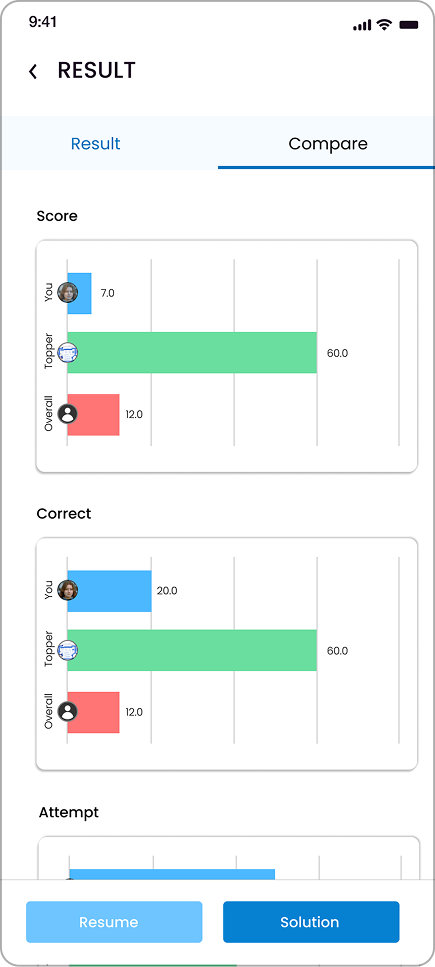 9:41
RESULT
Result Compare
Score
You 7.0
Topper 60.0
Overall 12.0
Correct
You 20.0
Topper 60.0
Overall 12.0
Attempt
Resume Solution